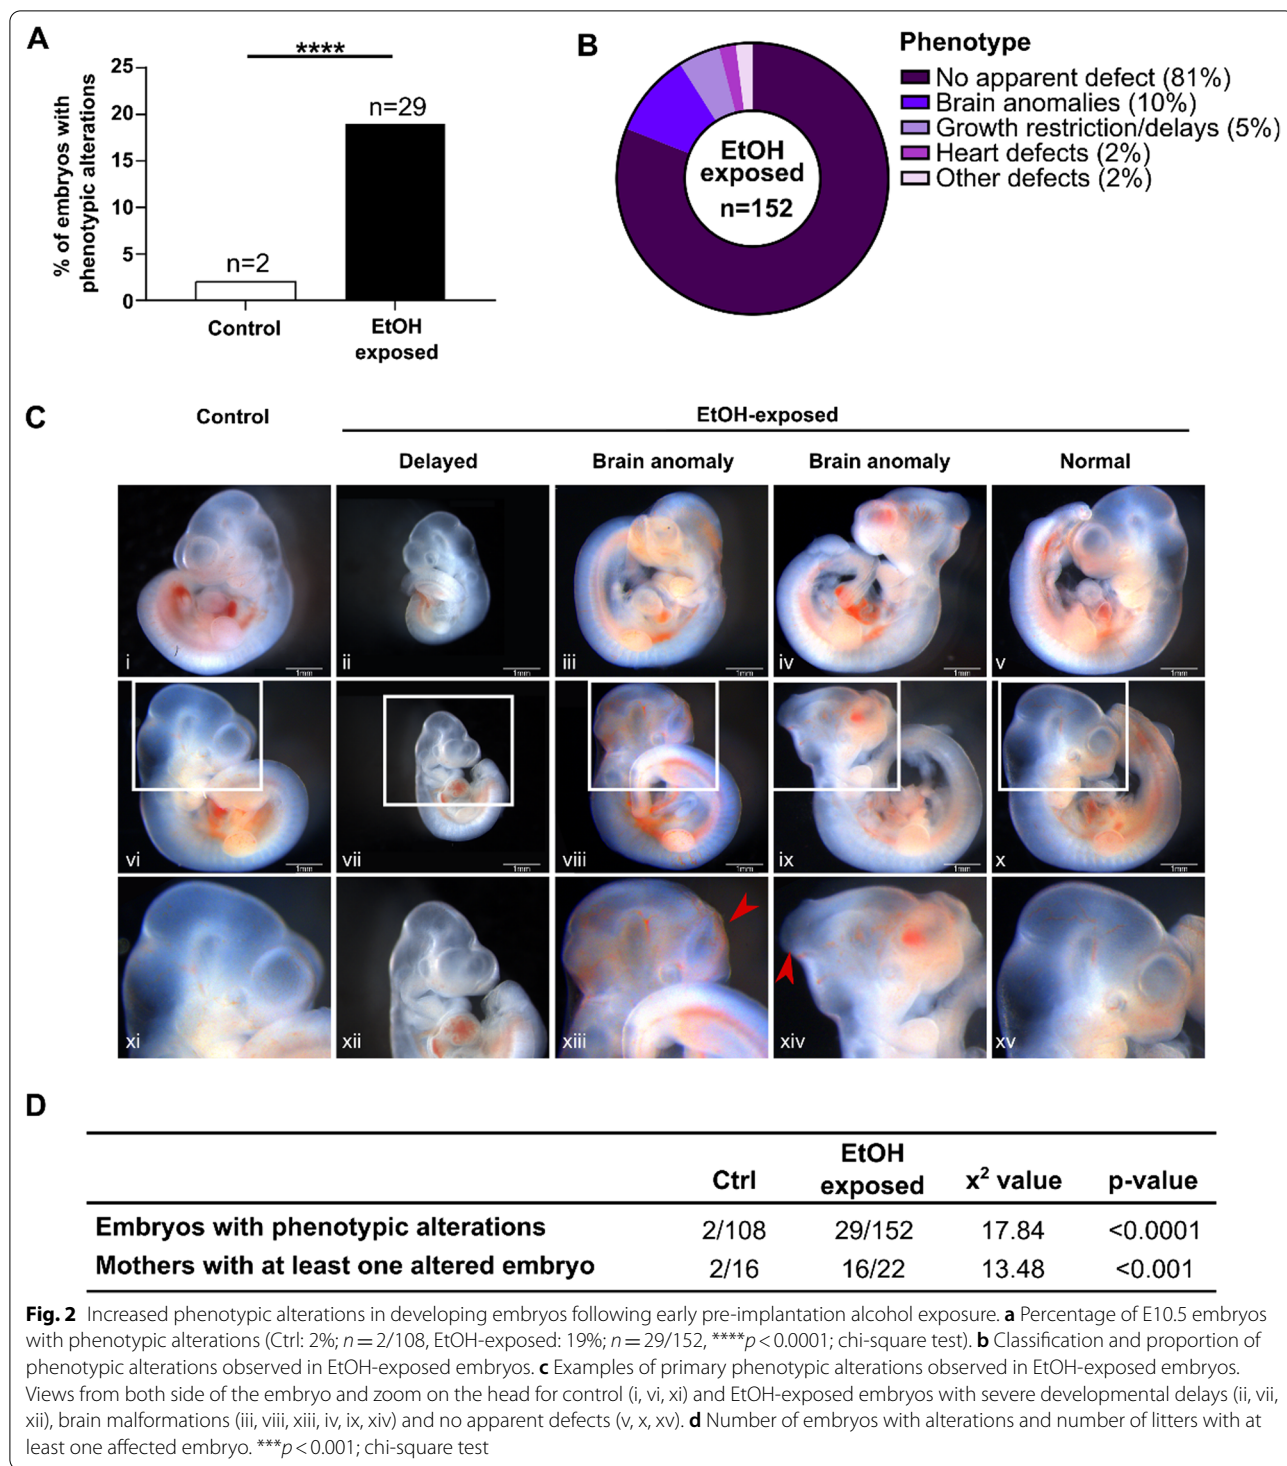 A
****
% of embryos with
phenotypic alterations
25
20
15
10
5
0
n=2
n=29
Control
EtOH
exposed
B
EtOH
exposed
n=152
Phenotype
No apparent defect (81%)
Brain anomalies (10%)
Growth restriction/delays (5%)
Heart defects (2%)
Other defects (2%)
C
Control
EtOH-exposed
Delayed
Brain anomaly
Brain anomaly
Normal
i 1mm
ii 1mm
iii 1mm
iv 1mm
v 1mm
vi 1mm
vii 1mm
viii 1mm
ix 1mm
x 1mm
xi
xii
xiii
xiv
xv
D
Ctrl EtOH exposed x² value p-value
Embryos with phenotypic alterations 2/108 29/152 17.84 <0.0001
Mothers with at least one altered embryo 2/16 16/22 13.48 <0.001
Fig. 2 Increased phenotypic alterations in developing embryos following early pre-implantation alcohol exposure. a Percentage of E10.5 embryos
with phenotypic alterations (Ctrl: 2%; n = 2/108, EtOH-exposed: 19%; n = 29/152, ****p < 0.0001; chi-square test). b Classification and proportion of
phenotypic alterations observed in EtOH-exposed embryos. c Examples of primary phenotypic alterations observed in EtOH-exposed embryos.
Views from both side of the embryo and zoom on the head for control (i, vi, xi) and EtOH-exposed embryos with severe developmental delays (ii, vii,
xii), brain malformations (iii, viii, xiii, iv, ix, xiv) and no apparent defects (v, x, xv). d Number of embryos with alterations and number of litters with at
least one affected embryo. ***p < 0.001; chi-square test